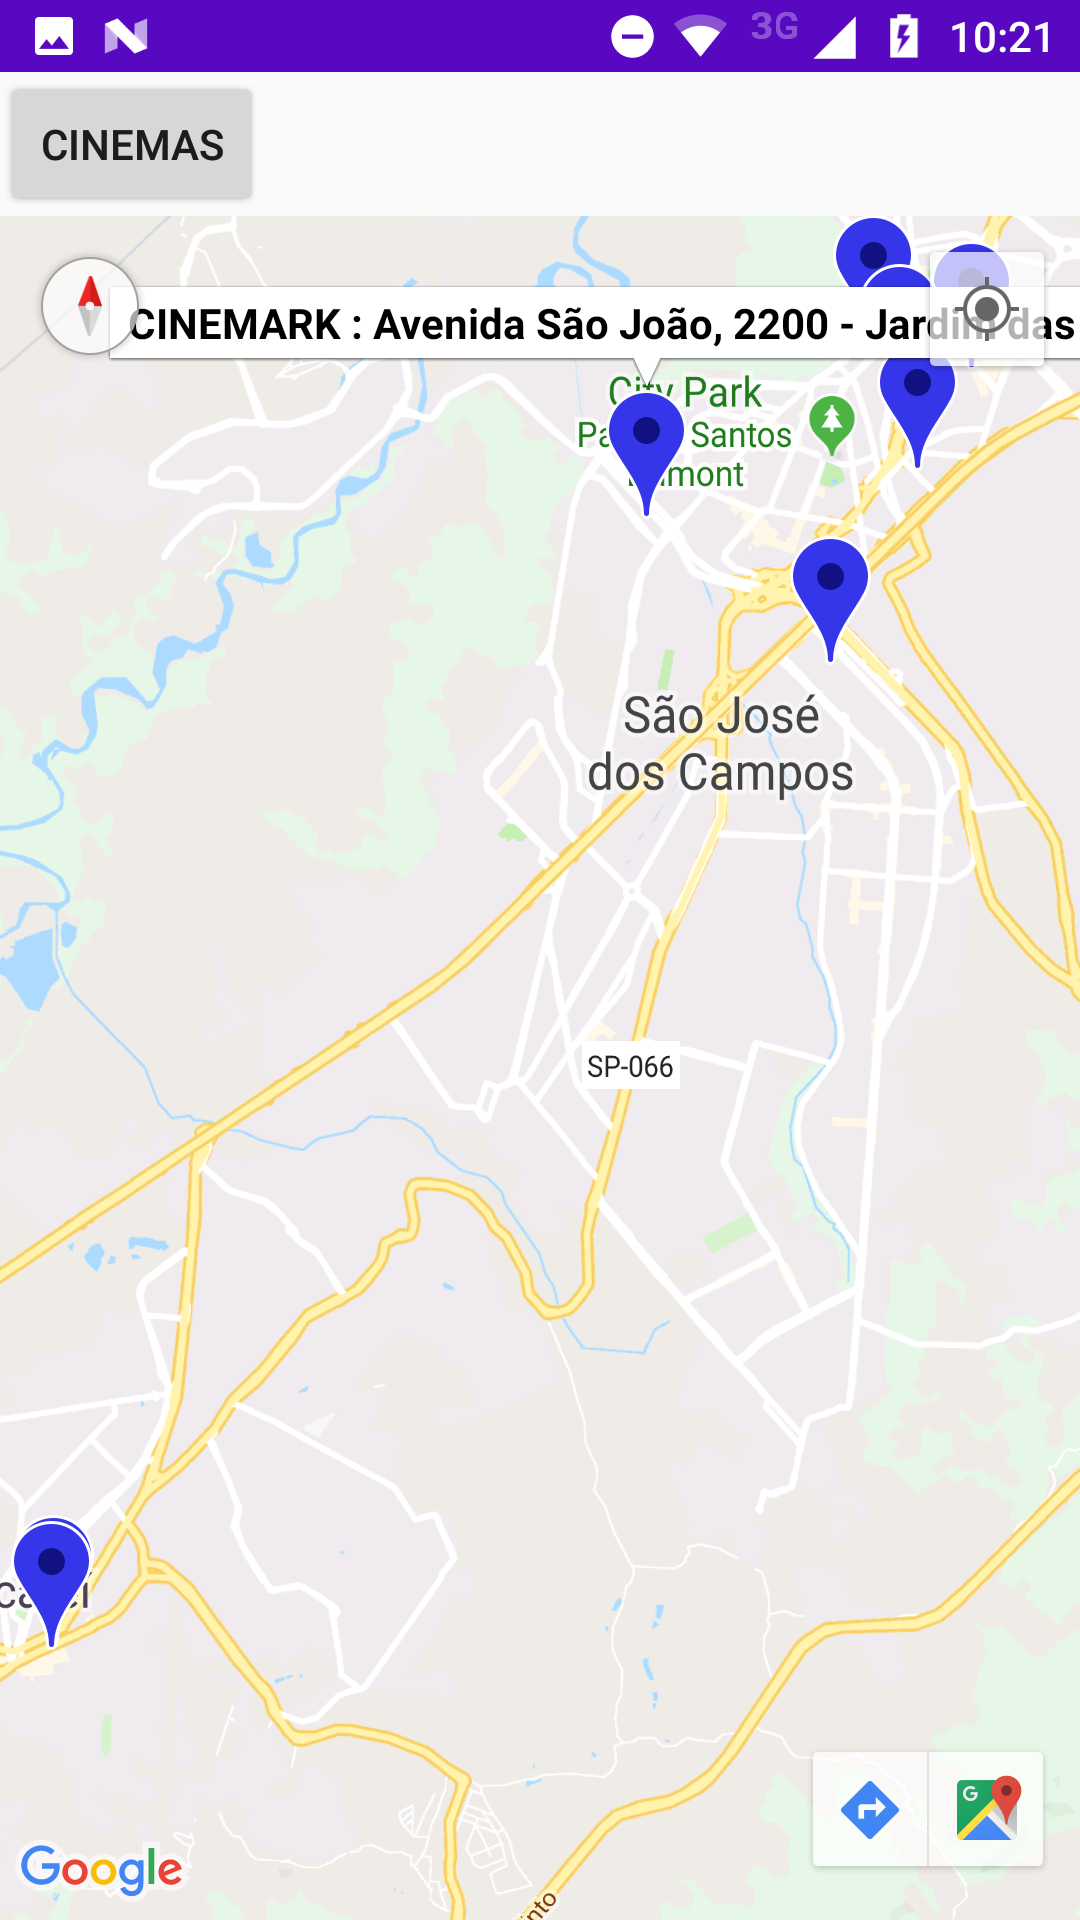 3G 10:21
CINEMAS
CINEMARK : Avenida São João, 2200 - Jardim das
City Park
Santos
São José
dos Campos
SP-066
Google